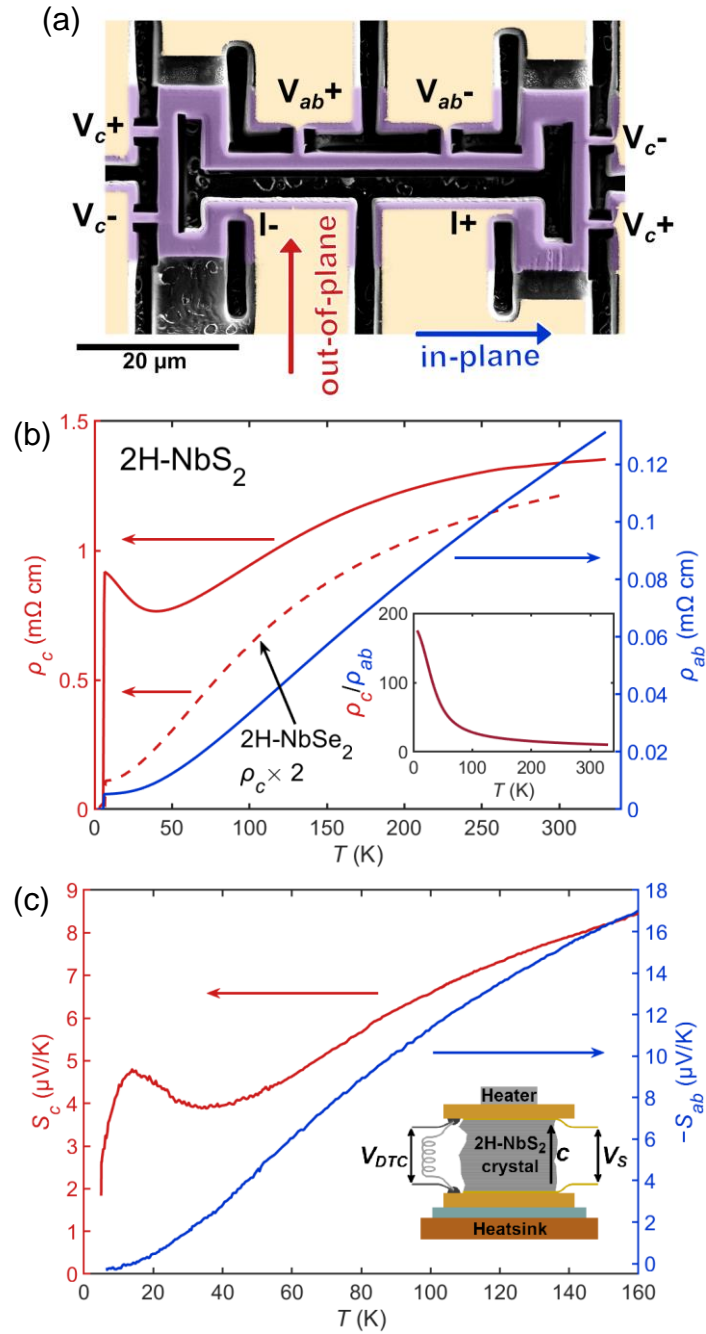 (a)
V_ab+ V_ab-
V_c+ V_c-
V_c- I- I+ V_c+
out-of-plane
20 μm in-plane
(b)
1.5
2H-NbS₂
1
0.5
0
ρ_c (mΩ cm)
0.12
0.1
0.08
0.06
0.04
0.02
0
ρ_ab (mΩ cm)
2H-NbSe₂
ρ_c × 2
200
100
0
ρ_c/ρ_ab
0 100 200 300
T (K)
0 50 100 150 200 250 300
T (K)
(c)
9
8
7
6
5
4
3
2
1
0
S_c (μV/K)
18
16
14
12
10
8
6
4
2
0
−S_ab (μV/K)
Heater
V_DTC 2H-NbS₂ c V_S
crystal
Heatsink
0 20 40 60 80 100 120 140 160
T (K)